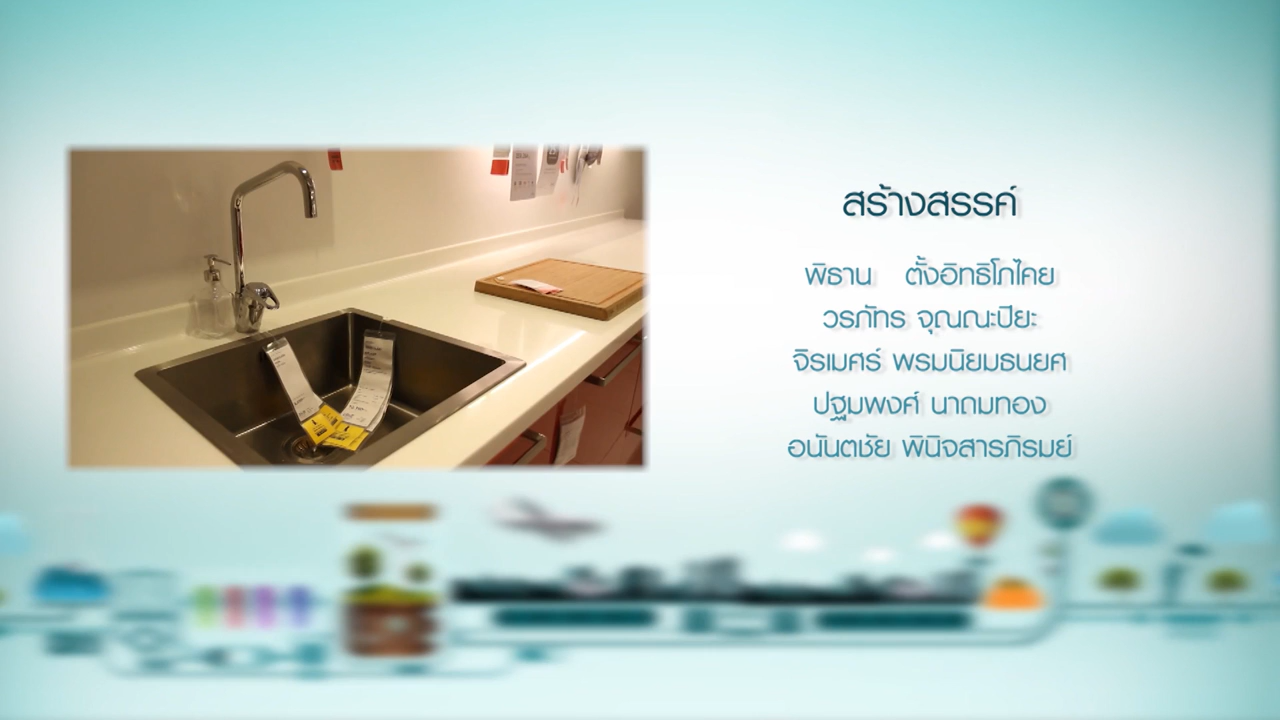 สร้างสรรค์
พิธาน ตั้งอิทธิโภไคย
วรภัทร จุณณะปิยะ
จิรเมศร์ พรมนิยมธนยศ
ปฐมพงศ์ นาถมทอง
อนันตชัย พินิจสารภิรมย์